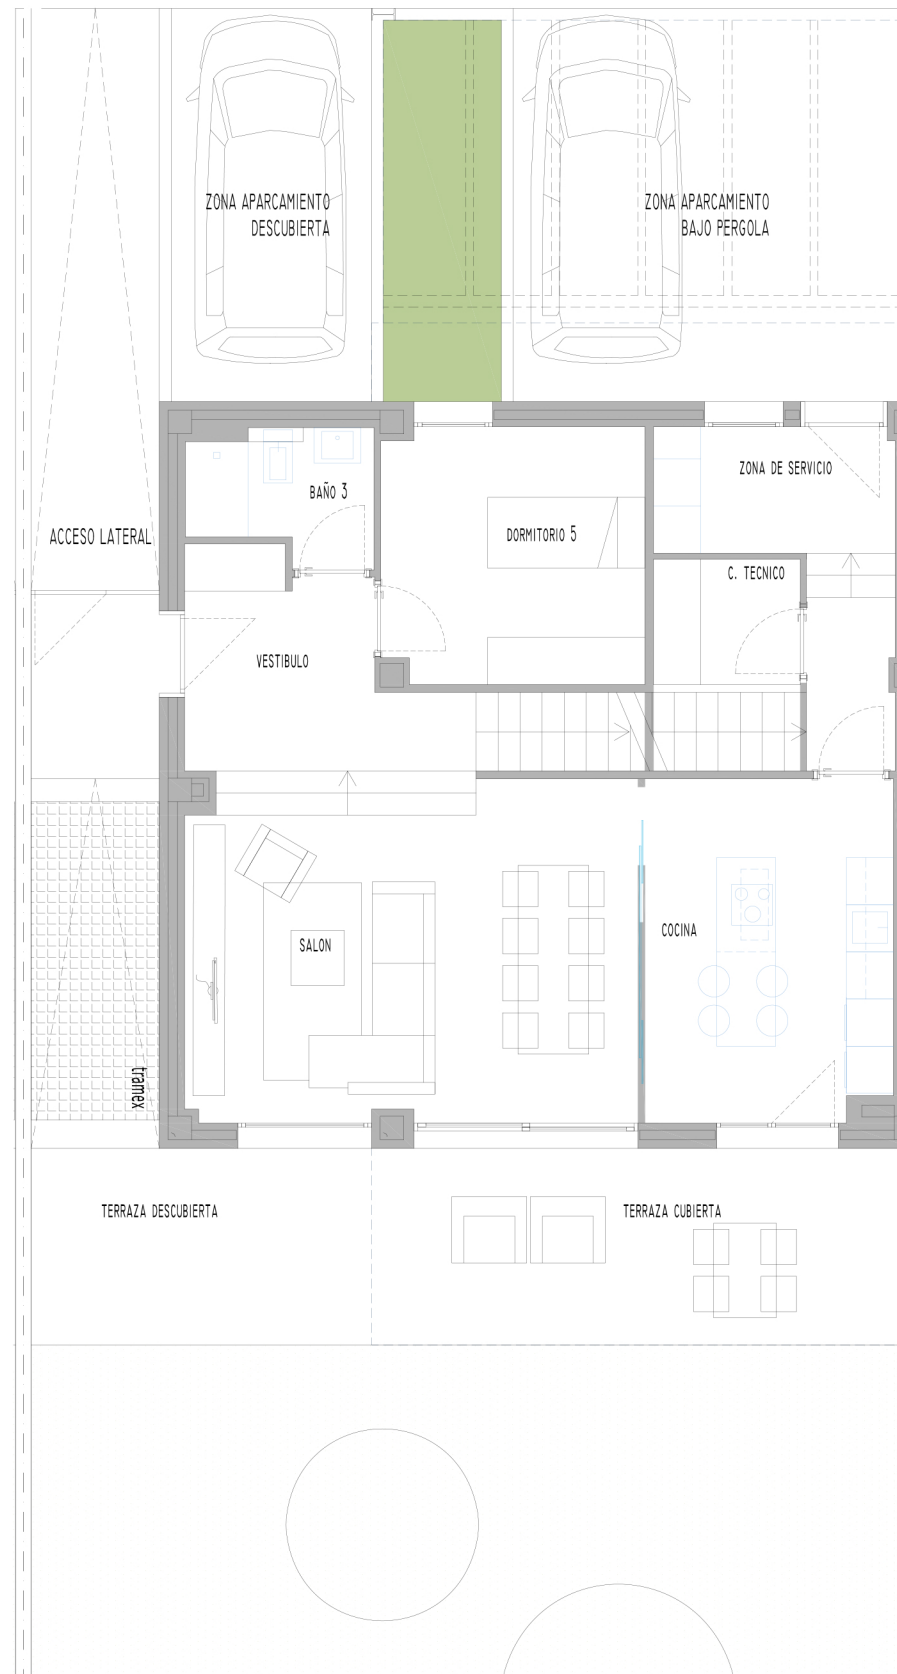 ZONA APARCAMIENTO
DESCUBIERTA
ZONA APARCAMIENTO
BAJO PERGOLA
ZONA DE SERVICIO
BAÑO 3
ACCESO LATERAL
DORMITORIO 5
C. TECNICO
VESTIBULO
SALON
COCINA
tramex
TERRAZA DESCUBIERTA
TERRAZA CUBIERTA